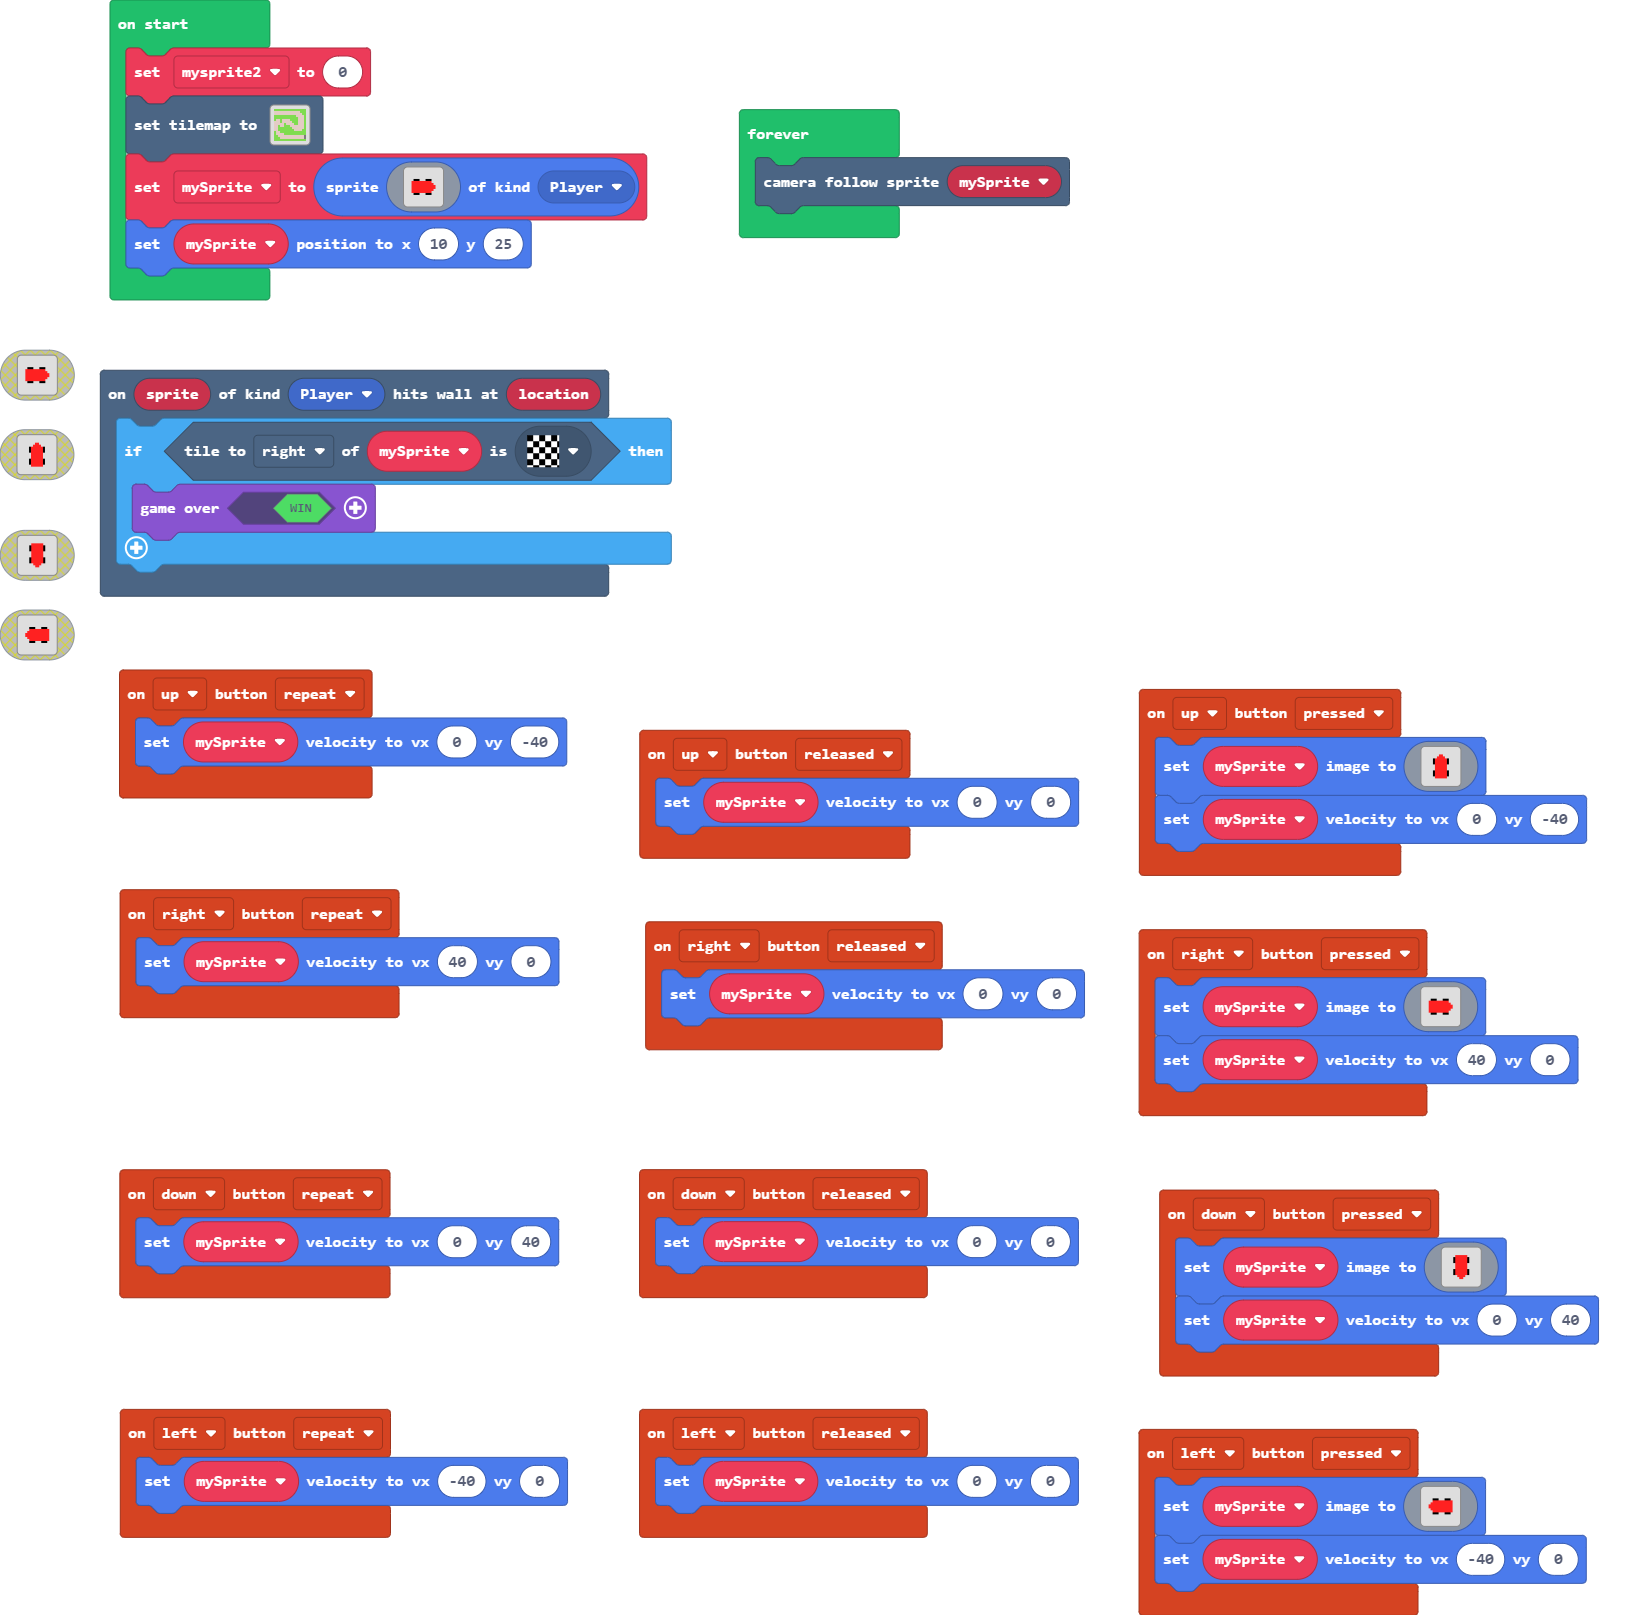 on start
set mysprite2 to 0
set tilemap to
set mySprite to sprite of kind Player
set mySprite position to x 10 y 25
forever
camera follow sprite mySprite
on sprite of kind Player hits wall at location
if tile to right of mySprite is then
game over WIN
on up button repeat
set mySprite velocity to vx 0 vy -40
on up button released
set mySprite velocity to vx 0 vy 0
on up button pressed
set mySprite image to
set mySprite velocity to vx 0 vy -40
on right button repeat
set mySprite velocity to vx 40 vy 0
on right button released
set mySprite velocity to vx 0 vy 0
on right button pressed
set mySprite image to
set mySprite velocity to vx 40 vy 0
on down button repeat
set mySprite velocity to vx 0 vy 40
on down button released
set mySprite velocity to vx 0 vy 0
on down button pressed
set mySprite image to
set mySprite velocity to vx 0 vy 40
on left button repeat
set mySprite velocity to vx -40 vy 0
on left button released
set mySprite velocity to vx 0 vy 0
on left button pressed
set mySprite image to
set mySprite velocity to vx -40 vy 0